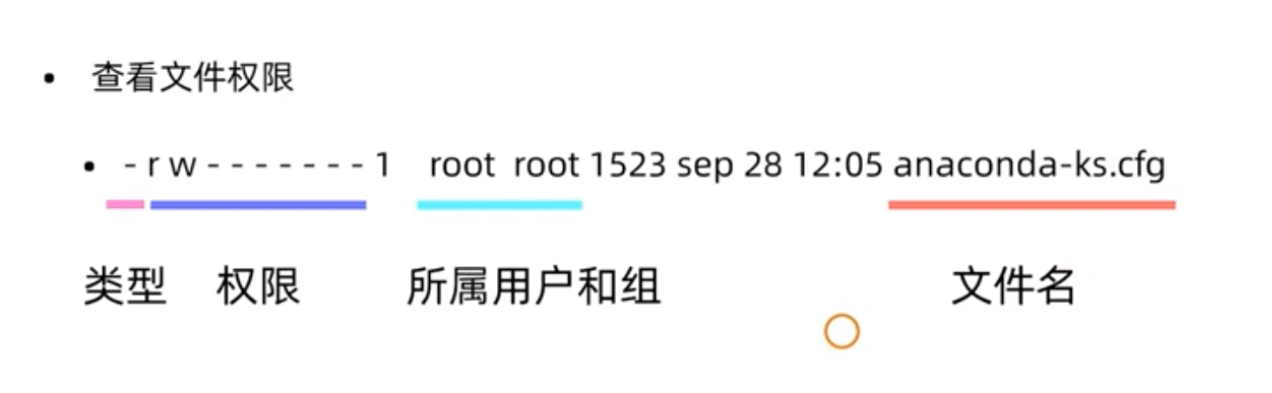 • 查看文件权限
• - r w - - - - - - - 1 root root 1523 sep 28 12:05 anaconda-ks.cfg
类型 权限 所属用户和组 文件名